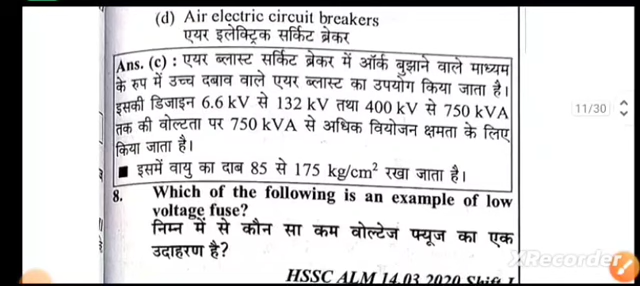 (d) Air electric circuit breakers
एयर इलेक्ट्रिक सर्किट ब्रेकर
Ans. (c) : एयर ब्लास्ट सर्किट ब्रेकर में ऑर्क बुझाने वाले माध्यम
के रुप में उच्च दबाव वाले एयर ब्लास्ट का उपयोग किया जाता है।
इसकी डिजाइन 6.6 kV से 132 kV तथा 400 kV से 750 kVA
तक की वोल्टता पर 750 kVA से अधिक वियोजन क्षमता के लिए
किया जाता है।
■ इसमें वायु का दाब 85 से 175 kg/cm² रखा जाता है।
8. Which of the following is an example of low
voltage fuse?
निम्न में से कौन सा कम वोल्टेज फ्यूज का एक
उदाहरण है?
HSSC ALM 14.03.2020 Shift I
11/30
XRecorder